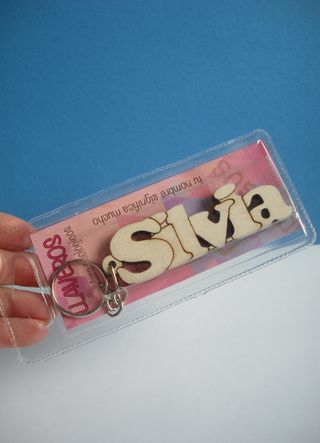 Silvia
tu nombre significa mucho
LLAVEROS